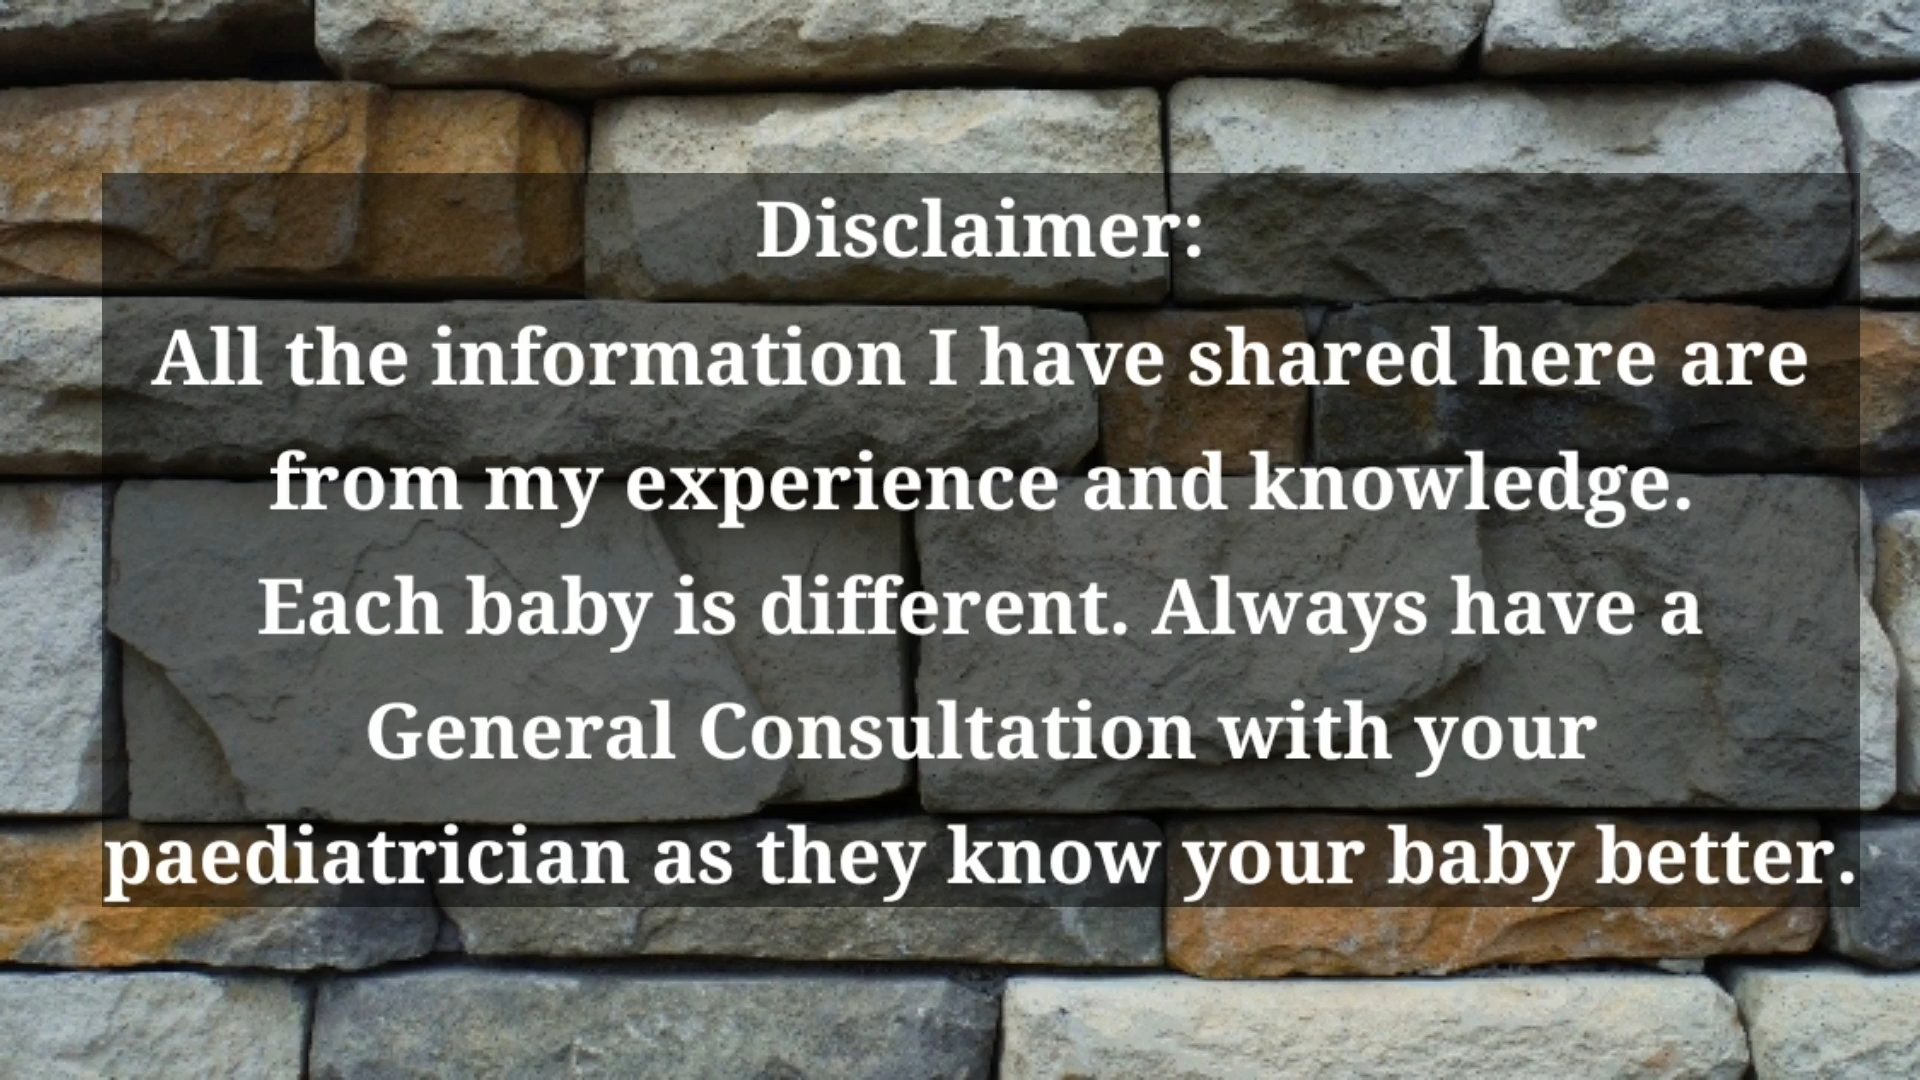 Disclaimer:
All the information I have shared here are
from my experience and knowledge.
Each baby is different. Always have a
General Consultation with your
paediatrician as they know your baby better.